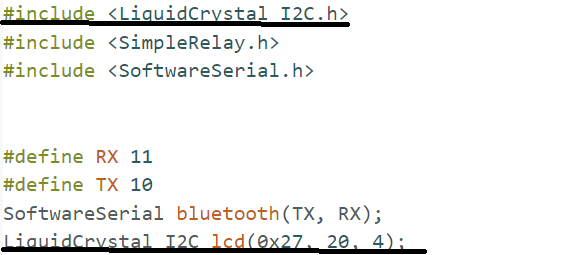 #include <LiquidCrystal_I2C.h>
#include <SimpleRelay.h>
#include <SoftwareSerial.h>
#define RX 11
#define TX 10
SoftwareSerial bluetooth(TX, RX);
LiquidCrystal_I2C lcd(0x27, 20, 4);